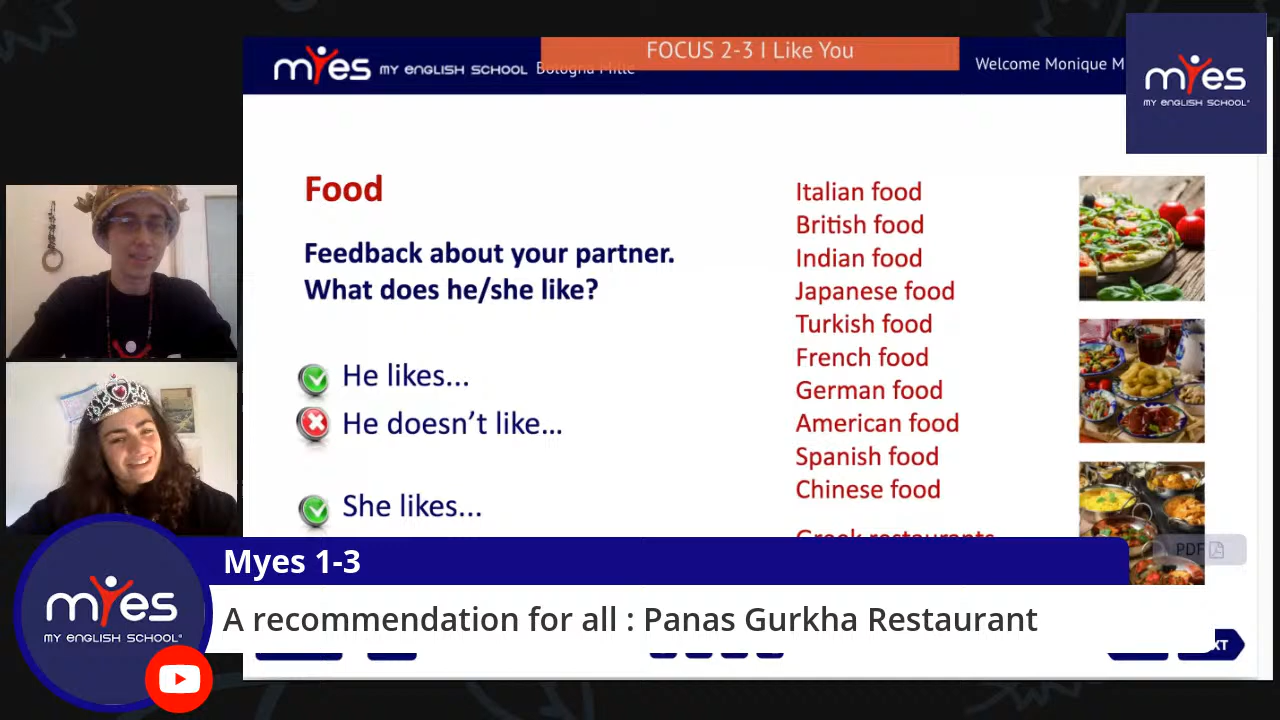 myes MY ENGLISH SCHOOL
FOCUS 2-3 I Like You
Welcome Monique M
myes
MY ENGLISH SCHOOL
Food
Feedback about your partner.
What does he/she like?
He likes...
He doesn't like...
She likes...
Italian food
British food
Indian food
Japanese food
Turkish food
French food
German food
American food
Spanish food
Chinese food
Greek restaurants
PDF
Myes 1-3
A recommendation for all : Panas Gurkha Restaurant
myes
MY ENGLISH SCHOOL